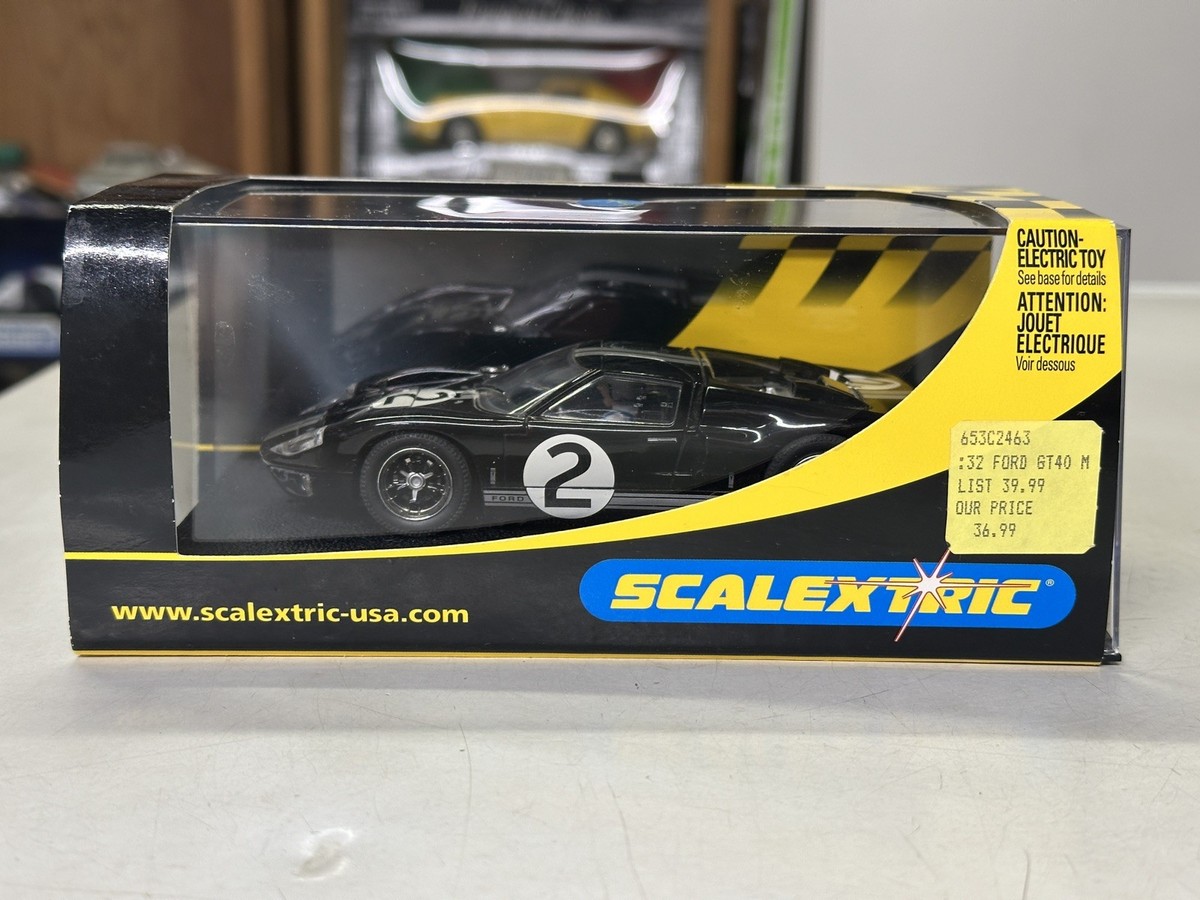 CAUTION-
ELECTRIC TOY
See base for details
ATTENTION:
JOUET
ELECTRIQUE
Voir dessous
653C2463
:32 FORD GT40 M
LIST 39.99
OUR PRICE
36.99
2
FORD
SCALEXTRIC®
www.scalextric-usa.com